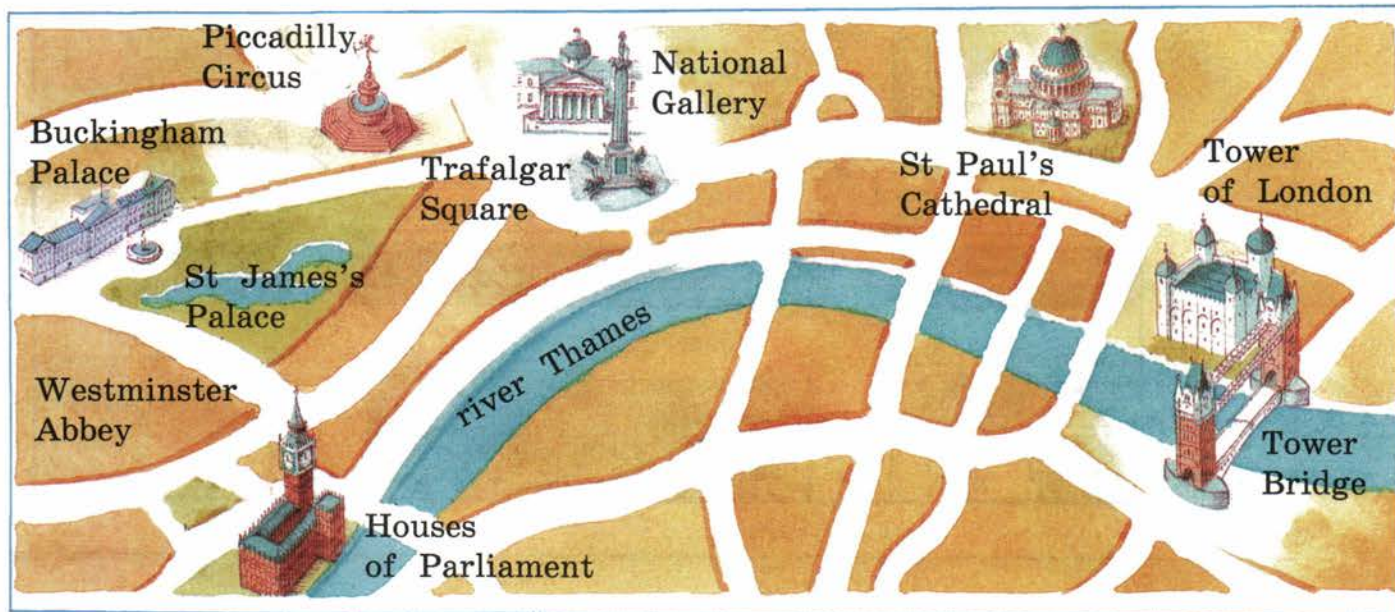 Piccadilly
Circus
National
Gallery
Buckingham
Palace
Trafalgar
Square
St Paul's
Cathedral
Tower
of London
St James's
Palace
river Thames
Westminster
Abbey
Tower
Bridge
Houses
of Parliament